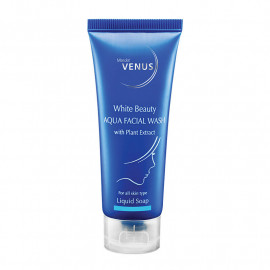 VENUS
White Beauty
AQUA FACIAL WASH
with Plant Extract
For all skin type
Liquid Soap